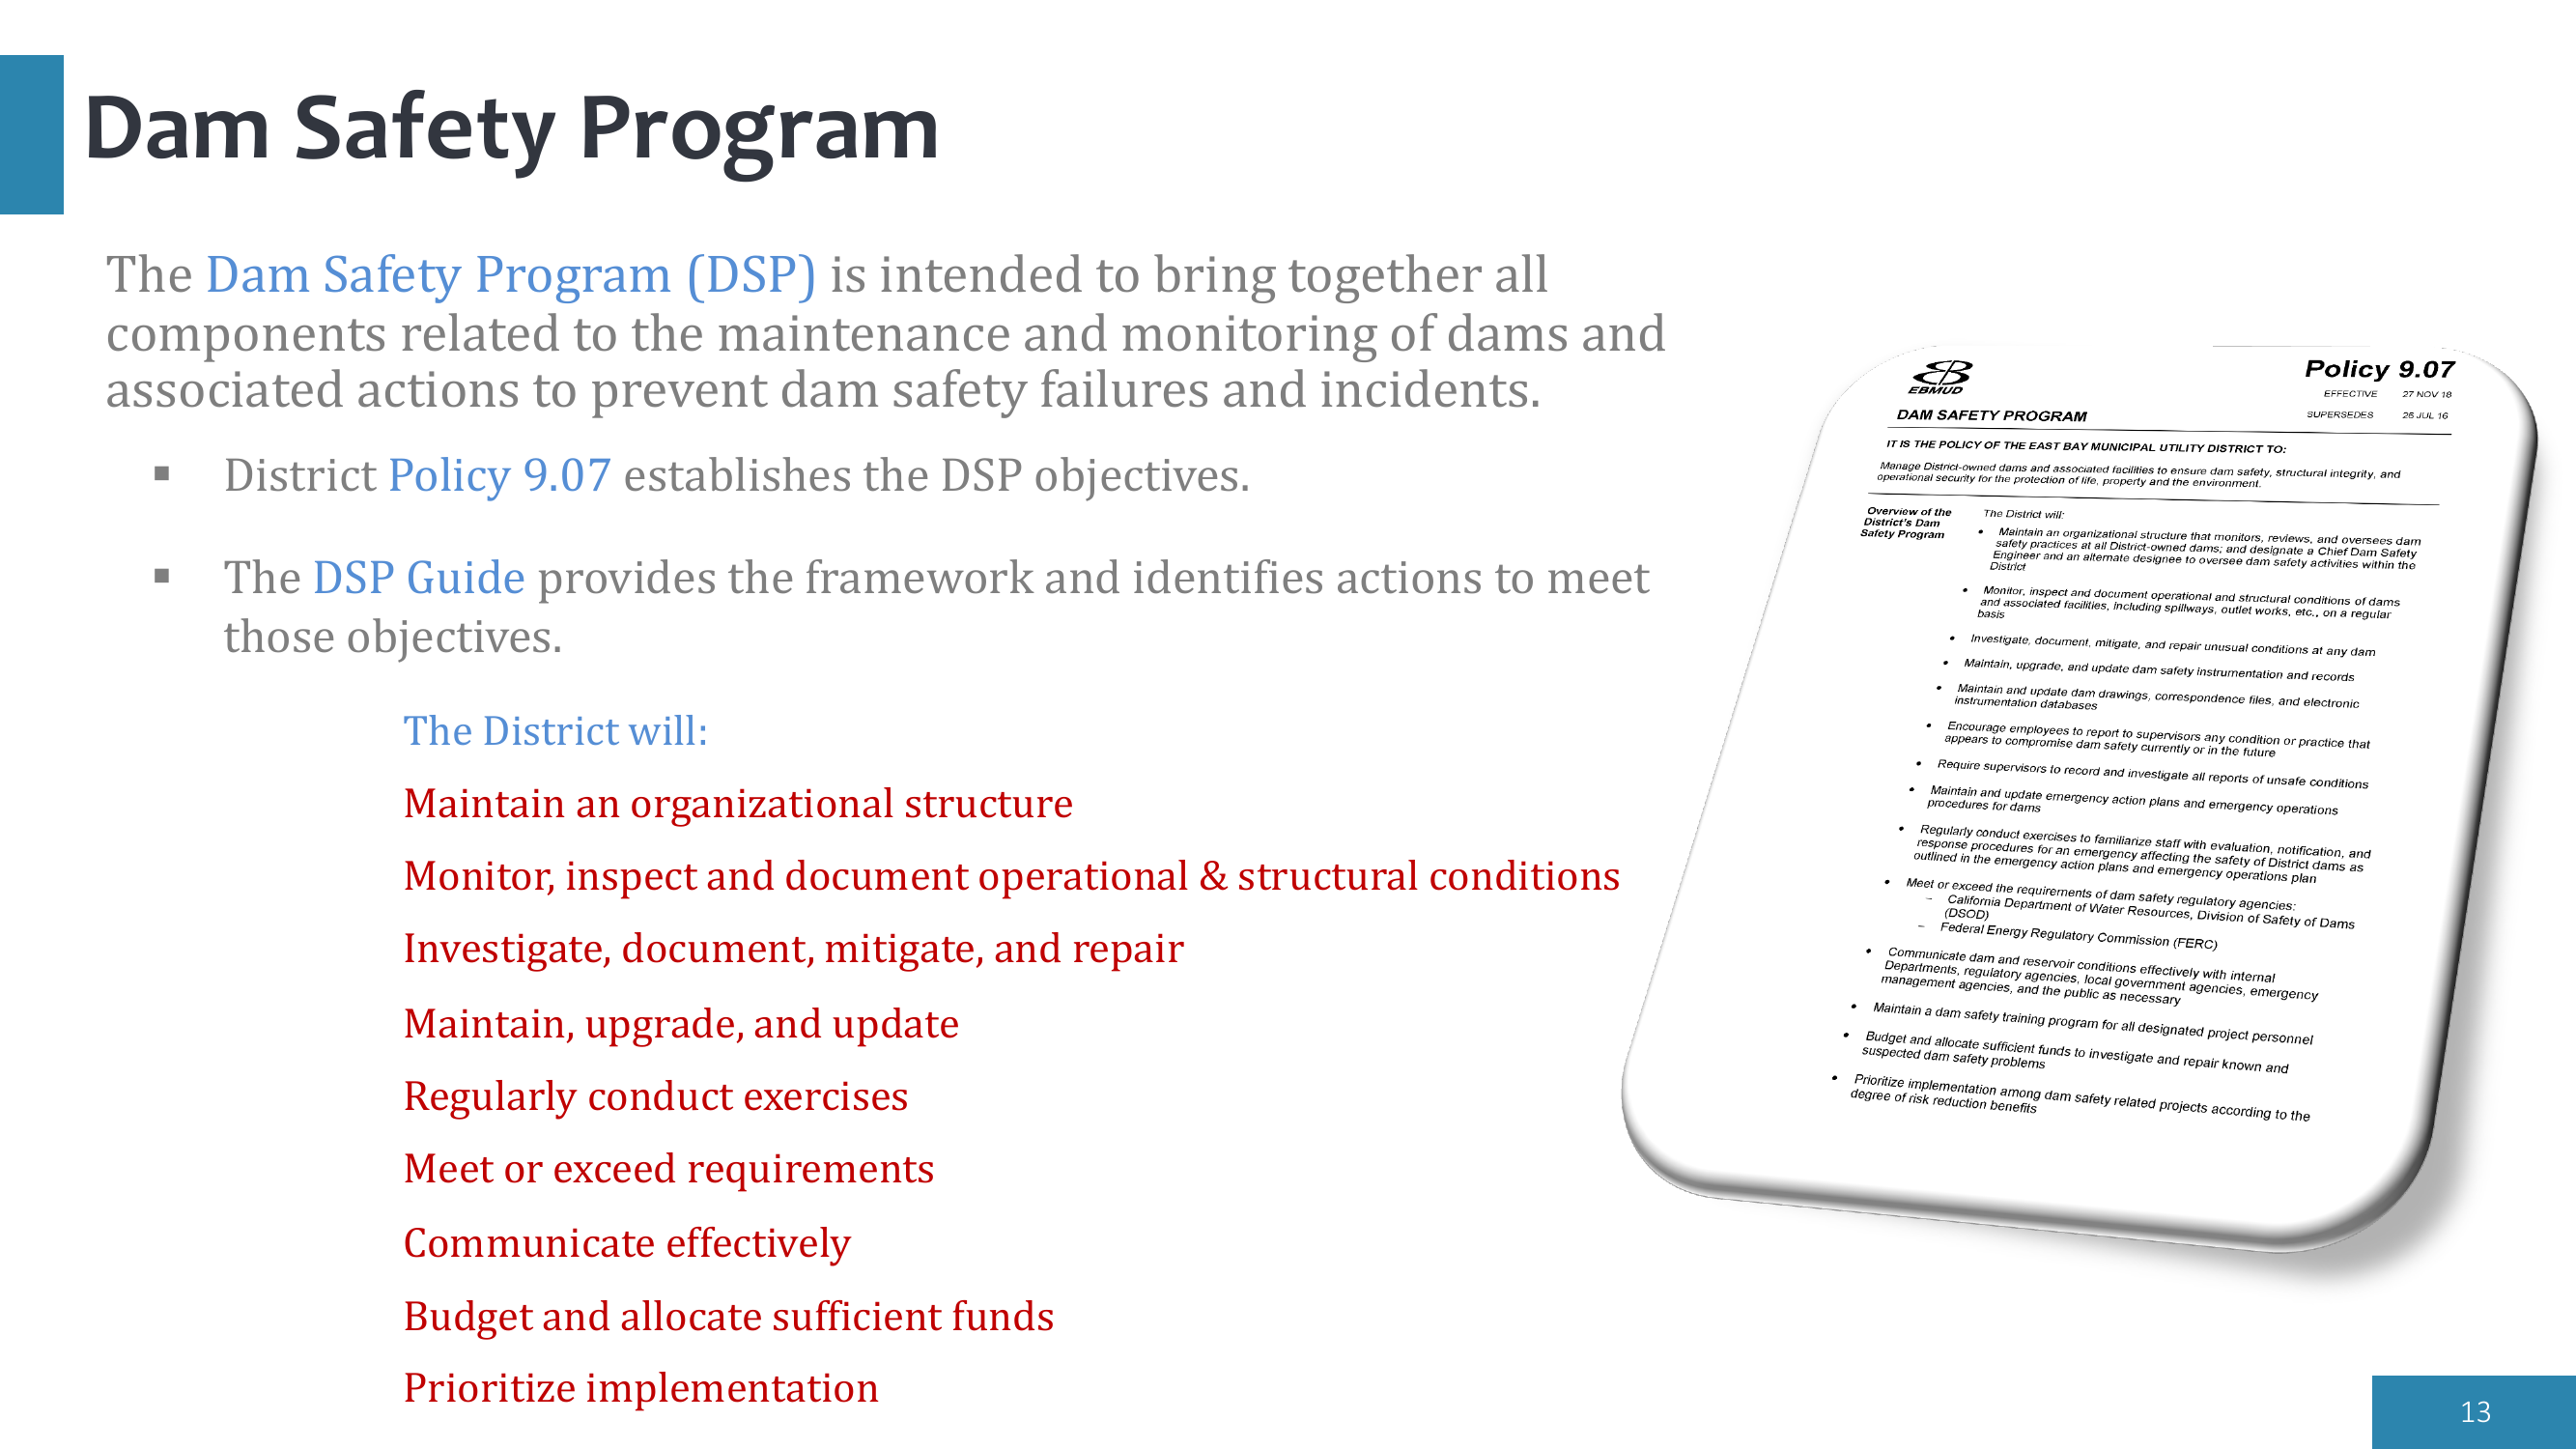 Dam Safety Program
The Dam Safety Program (DSP) is intended to bring together all
components related to the maintenance and monitoring of dams and
associated actions to prevent dam safety failures and incidents.
▪ District Policy 9.07 establishes the DSP objectives.
▪ The DSP Guide provides the framework and identifies actions to meet
those objectives.
The District will:
Maintain an organizational structure
Monitor, inspect and document operational & structural conditions
Investigate, document, mitigate, and repair
Maintain, upgrade, and update
Regularly conduct exercises
Meet or exceed requirements
Communicate effectively
Budget and allocate sufficient funds
Prioritize implementation
EBMUD
Policy 9.07
EFFECTIVE 27 NOV 18
DAM SAFETY PROGRAM
SUPERSEDES 26 JUL 16
IT IS THE POLICY OF THE EAST BAY MUNICIPAL UTILITY DISTRICT TO:
Manage District-owned dams and associated facilities to ensure dam safety, structural integrity, and
operational security for the protection of life, property and the environment.
Overview of the
District's Dam
Safety Program
The District will:
• Maintain an organizational structure that monitors, reviews, and oversees dam
safety practices at all District-owned dams; and designate a Chief Dam Safety
Engineer and an alternate designee to oversee dam safety activities within the
District
• Monitor, inspect and document operational and structural conditions of dams
and associated facilities, including spillways, outlet works, etc., on a regular
basis
• Investigate, document, mitigate, and repair unusual conditions at any dam
• Maintain, upgrade, and update dam safety instrumentation and records
• Maintain and update dam drawings, correspondence files, and electronic
instrumentation databases
• Encourage employees to report to supervisors any condition or practice that
appears to compromise dam safety currently or in the future
• Require supervisors to record and investigate all reports of unsafe conditions
• Maintain and update emergency action plans and emergency operations
procedures for dams
• Regularly conduct exercises to familiarize staff with evaluation, notification, and
response procedures for an emergency affecting the safety of District dams as
outlined in the emergency action plans and emergency operations plan
• Meet or exceed the requirements of dam safety regulatory agencies:
– California Department of Water Resources, Division of Safety of Dams
(DSOD)
– Federal Energy Regulatory Commission (FERC)
• Communicate dam and reservoir conditions effectively with internal
Departments, regulatory agencies, local government agencies, emergency
management agencies, and the public as necessary
• Maintain a dam safety training program for all designated project personnel
• Budget and allocate sufficient funds to investigate and repair known and
suspected dam safety problems
• Prioritize implementation among dam safety related projects according to the
degree of risk reduction benefits
13